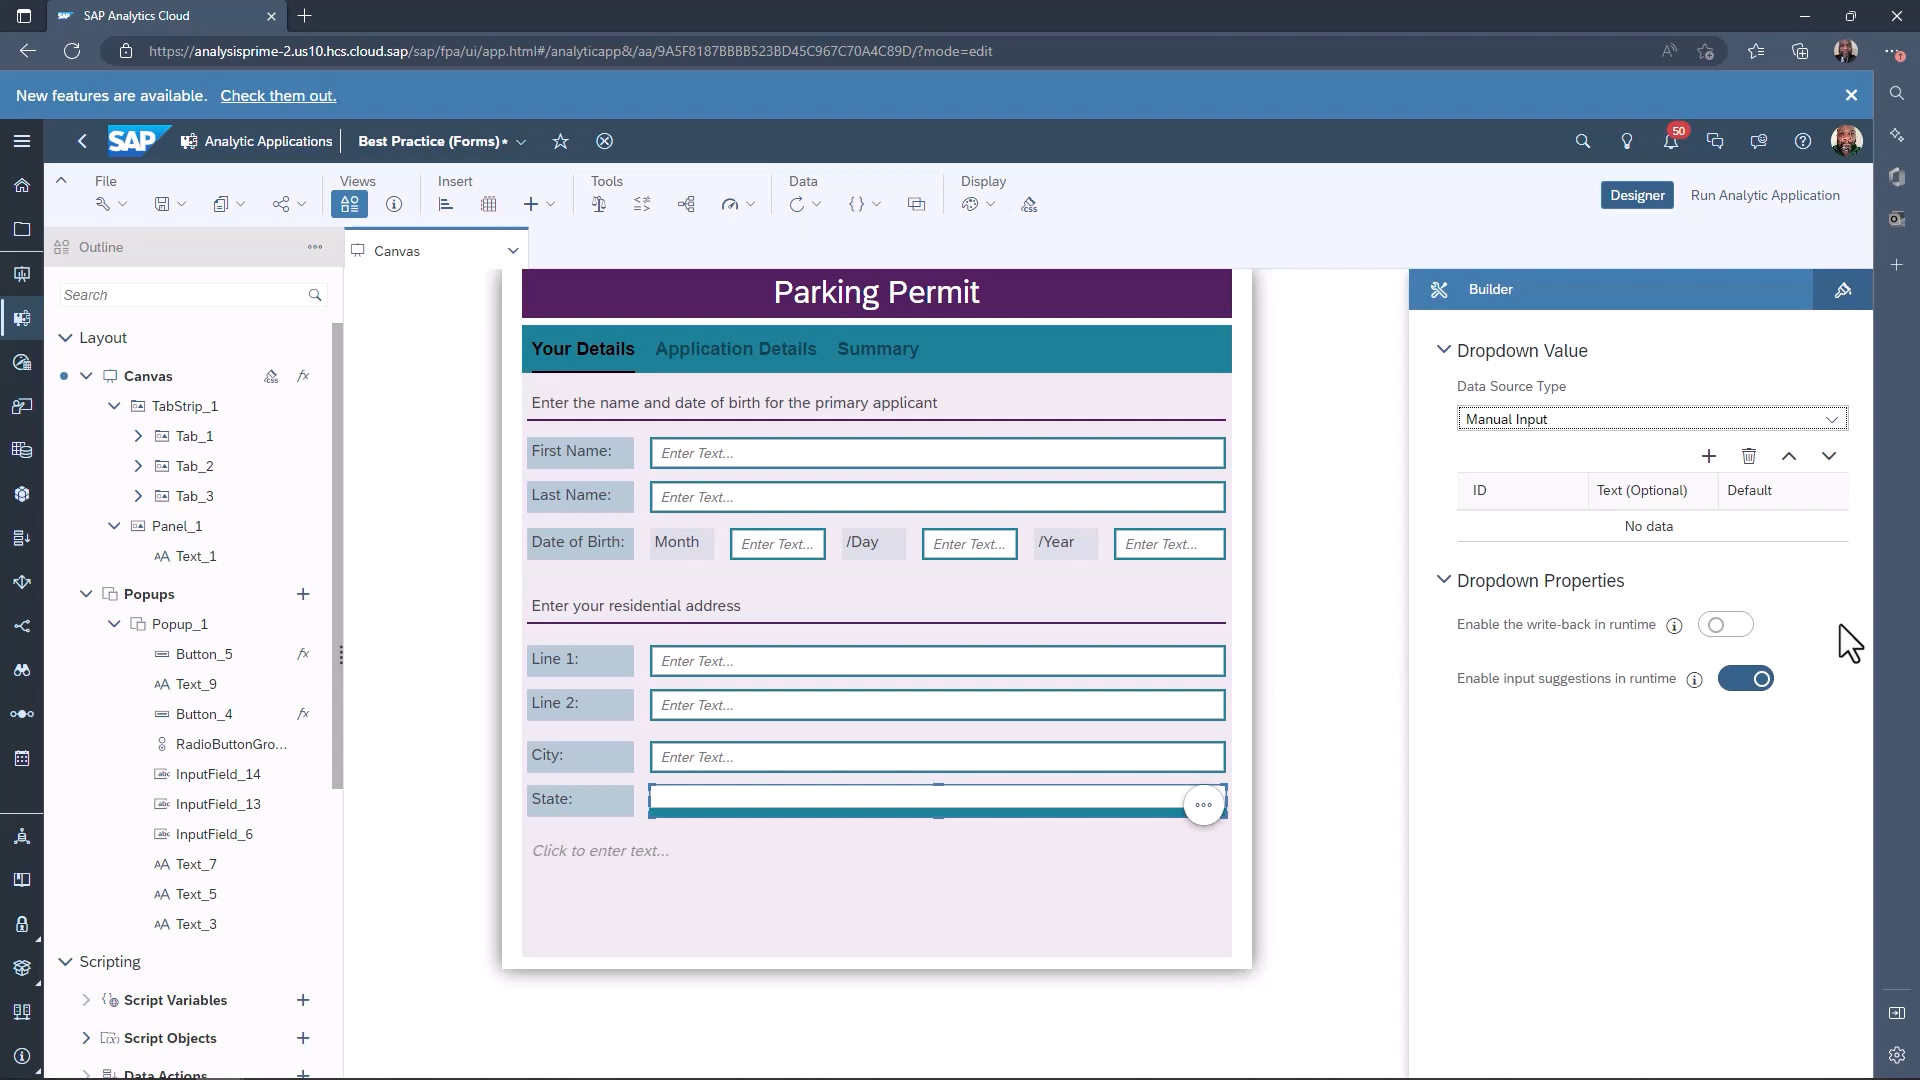 SAP Analytics Cloud
https://analysisprime-2.us10.hcs.cloud.sap/sap/fpa/ui/app.html#/analyticapp&/aa/9A5F8187BBBB523BD45C967C70A4C89D/?mode=edit
New features are available. Check them out.
SAP Analytic Applications Best Practice (Forms)* 50
File Views Insert Tools Data Display
Designer Run Analytic Application
Outline
Canvas
Search
Layout
Canvas
TabStrip_1
Tab_1
Tab_2
Tab_3
Panel_1
Text_1
Popups
Popup_1
Button_5
Text_9
Button_4
RadioButtonGro...
InputField_14
InputField_13
InputField_6
Text_7
Text_5
Text_3
Scripting
Script Variables
Script Objects
Data Actions
Parking Permit
Your Details Application Details Summary
Enter the name and date of birth for the primary applicant
First Name: Enter Text...
Last Name: Enter Text...
Date of Birth: Month Enter Text... /Day Enter Text... /Year Enter Text...
Enter your residential address
Line 1: Enter Text...
Line 2: Enter Text...
City: Enter Text...
State:
Click to enter text...
Builder
Dropdown Value
Data Source Type
Manual Input
ID Text (Optional) Default
No data
Dropdown Properties
Enable the write-back in runtime
Enable input suggestions in runtime